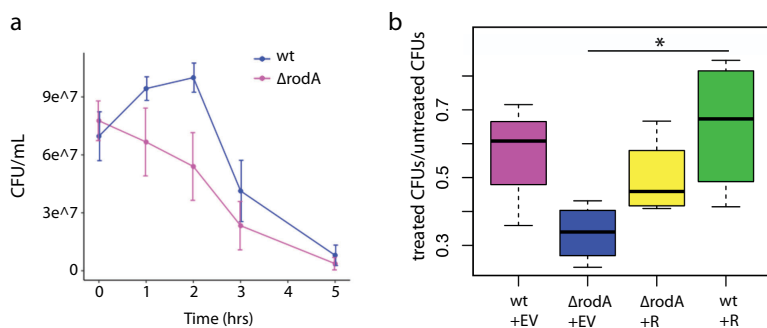 a
wt
ΔrodA
CFU/mL
9e^7
6e^7
3e^7
0
0 1 2 3 4 5
Time (hrs)
b
*
treated CFUs/untreated CFUs
0.7
0.5
0.3
wt ΔrodA ΔrodA wt
+EV +EV +R +R